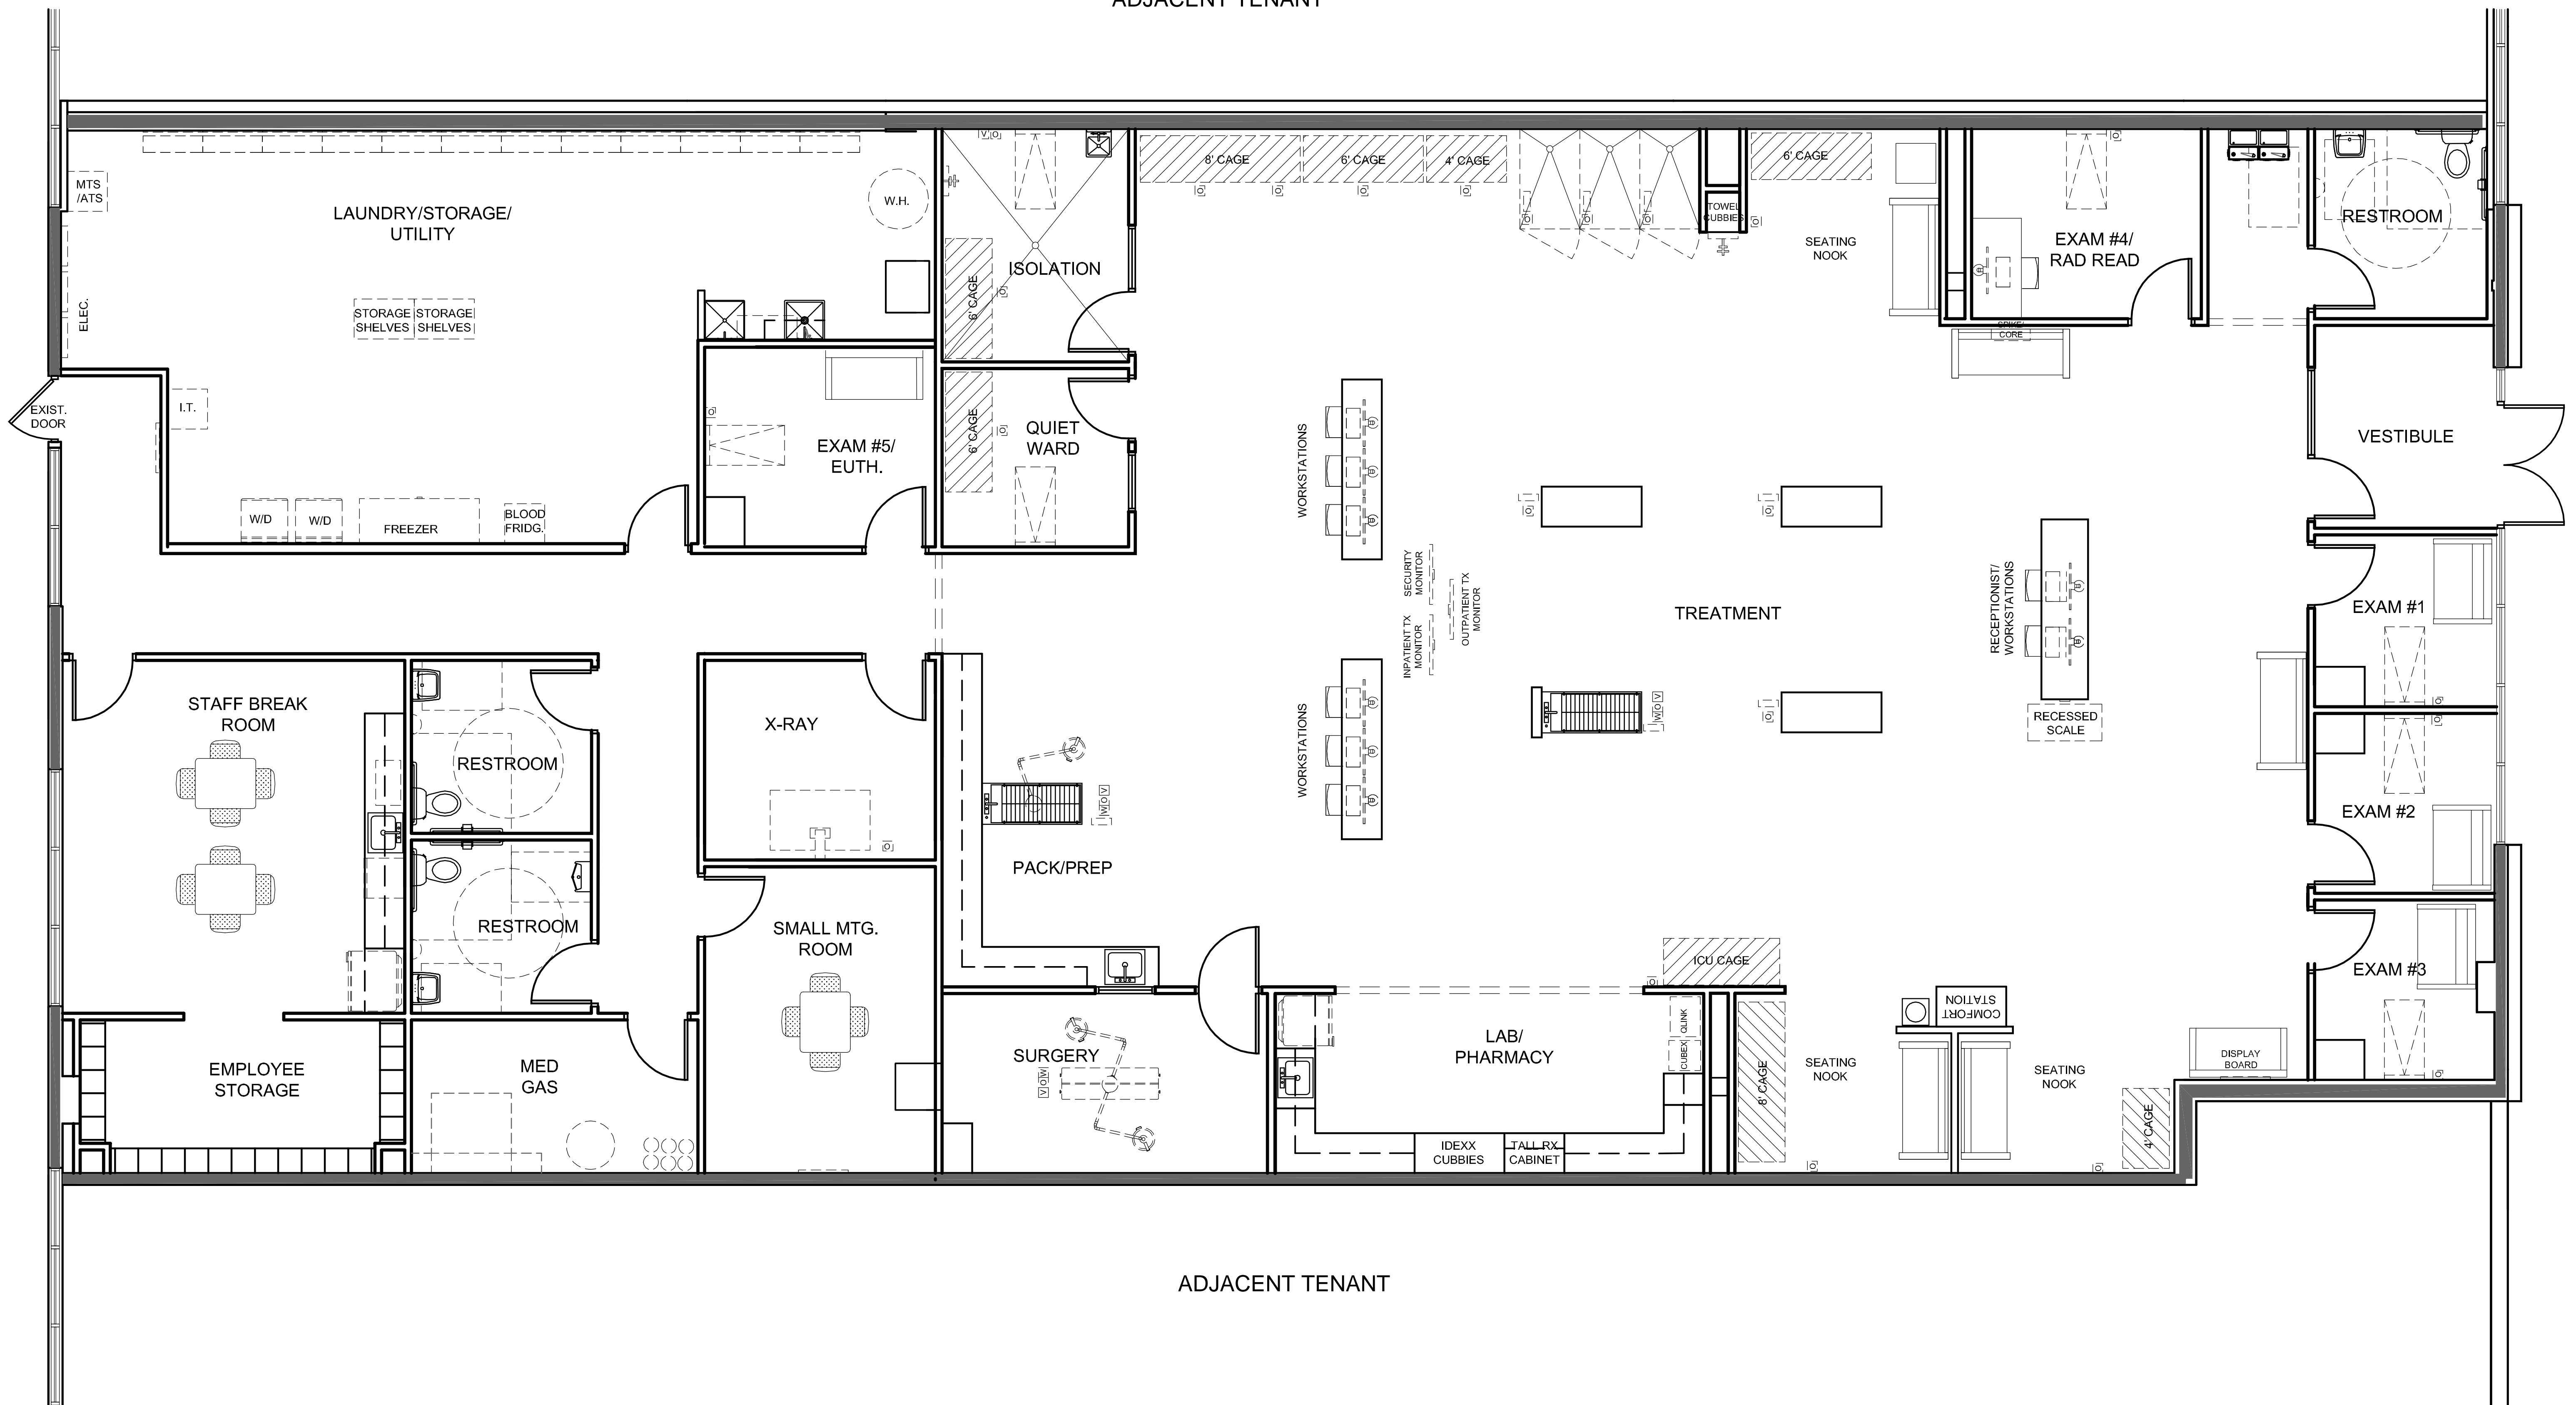 ADJACENT TENANT
MTS
/ATS
LAUNDRY/STORAGE/
UTILITY
W.H.
ELEC.
STORAGE
SHELVES
STORAGE
SHELVES
EXIST.
DOOR
I.T.
W/D
W/D
FREEZER
BLOOD
FRIDG.
EXAM #5/
EUTH.
ISOLATION
6' CAGE
QUIET
WARD
6' CAGE
8' CAGE
6' CAGE
4' CAGE
TOWEL
CUBBIES
6' CAGE
SEATING
NOOK
EXAM #4/
RAD READ
CORE
RESTROOM
VESTIBULE
WORKSTATIONS
SECURITY
MONITOR
INPATIENT TX
MONITOR
OUTPATIENT TX
MONITOR
WORKSTATIONS
TREATMENT
RECEPTIONIST/
WORKSTATIONS
RECESSED
SCALE
EXAM #1
EXAM #2
EXAM #3
STAFF BREAK
ROOM
RESTROOM
RESTROOM
X-RAY
PACK/PREP
SMALL MTG.
ROOM
EMPLOYEE
STORAGE
MED
GAS
SURGERY
V O W
W O V
W O V
LAB/
PHARMACY
QLINK
CUBEX
IDEXX
CUBBIES
TALL RX
CABINET
ICU CAGE
8' CAGE
SEATING
NOOK
COMFORT
STATION
SEATING
NOOK
4' CAGE
DISPLAY
BOARD
ADJACENT TENANT